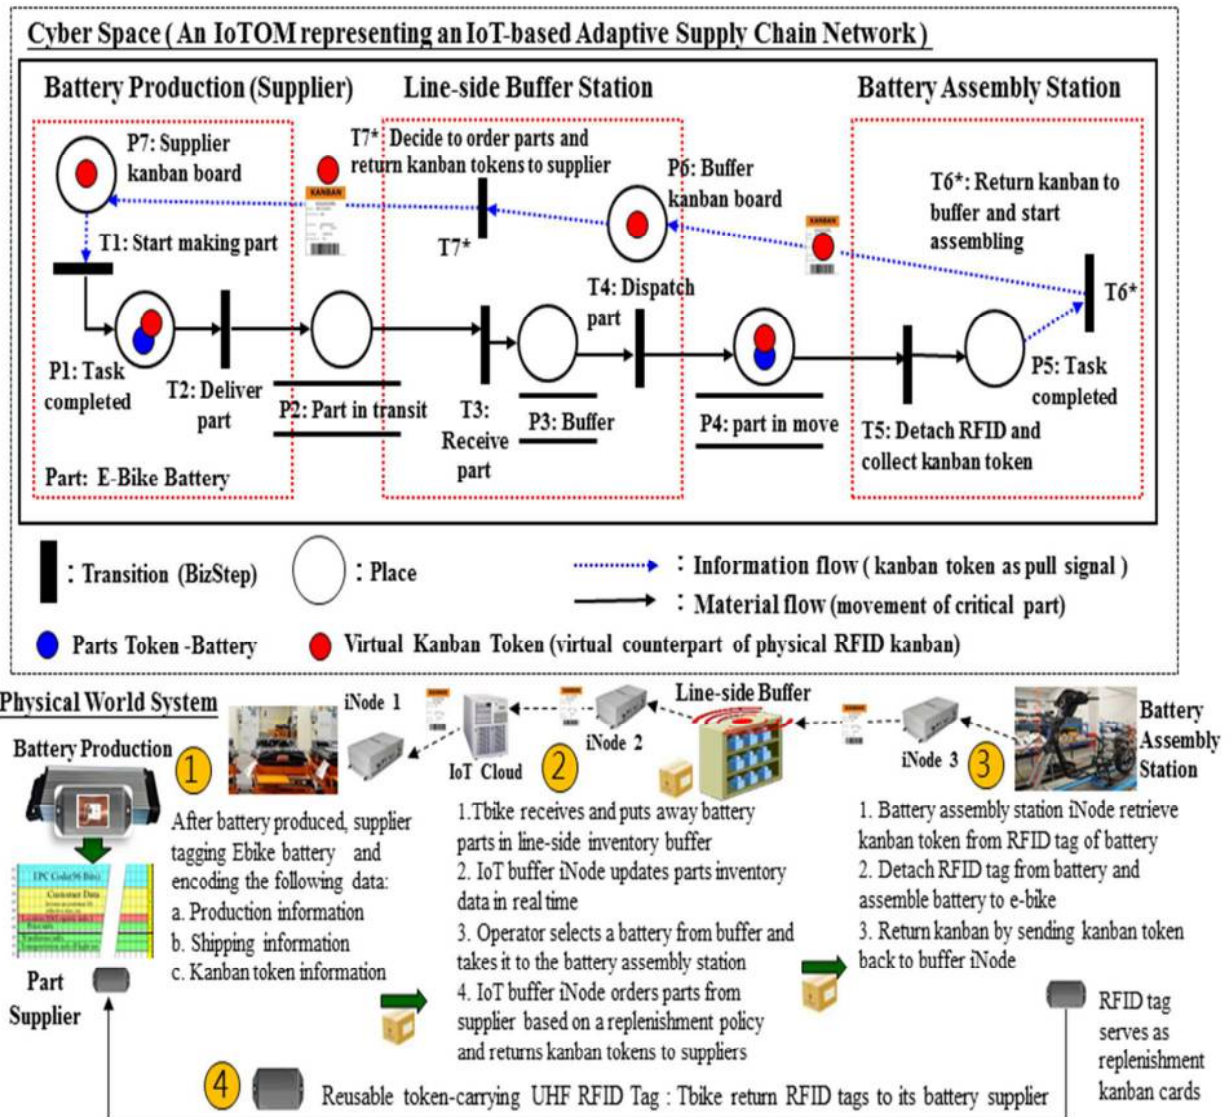 Cyber Space ( An IoTOM representing an IoT-based Adaptive Supply Chain Network )
Battery Production (Supplier)
Line-side Buffer Station
Battery Assembly Station
P7: Supplier
kanban board
T7* Decide to order parts and
return kanban tokens to supplier
KANBAN
P6: Buffer
kanban board
KANBAN
T6*: Return kanban to
buffer and start
assembling
T1: Start making part
T7*
T4: Dispatch
part
T6*
P1: Task
completed
T2: Deliver
part
P2: Part in transit
T3:
Receive
part
P3: Buffer
P4: part in move
P5: Task
completed
T5: Detach RFID and
collect kanban token
Part: E-Bike Battery
: Transition (BizStep)
: Place
: Information flow ( kanban token as pull signal )
: Material flow (movement of critical part)
Parts Token -Battery
Virtual Kanban Token (virtual counterpart of physical RFID kanban)
Physical World System
iNode 1
IoT Cloud
iNode 2
Line-side Buffer
iNode 3
Battery
Assembly
Station
Battery Production
1
2
3
After battery produced, supplier
tagging Ebike battery and
encoding the following data:
a. Production information
b. Shipping information
c. Kanban token information
EPC Code(96 Bits)
Customer Data
Part
Supplier
1.Tbike receives and puts away battery
parts in line-side inventory buffer
2. IoT buffer iNode updates parts inventory
data in real time
3. Operator selects a battery from buffer and
takes it to the battery assembly station
4. IoT buffer iNode orders parts from
supplier based on a replenishment policy
and returns kanban tokens to suppliers
1. Battery assembly station iNode retrieve
kanban token from RFID tag of battery
2. Detach RFID tag from battery and
assemble battery to e-bike
3. Return kanban by sending kanban token
back to buffer iNode
RFID tag
serves as
replenishment
kanban cards
4
Reusable token-carrying UHF RFID Tag : Tbike return RFID tags to its battery supplier